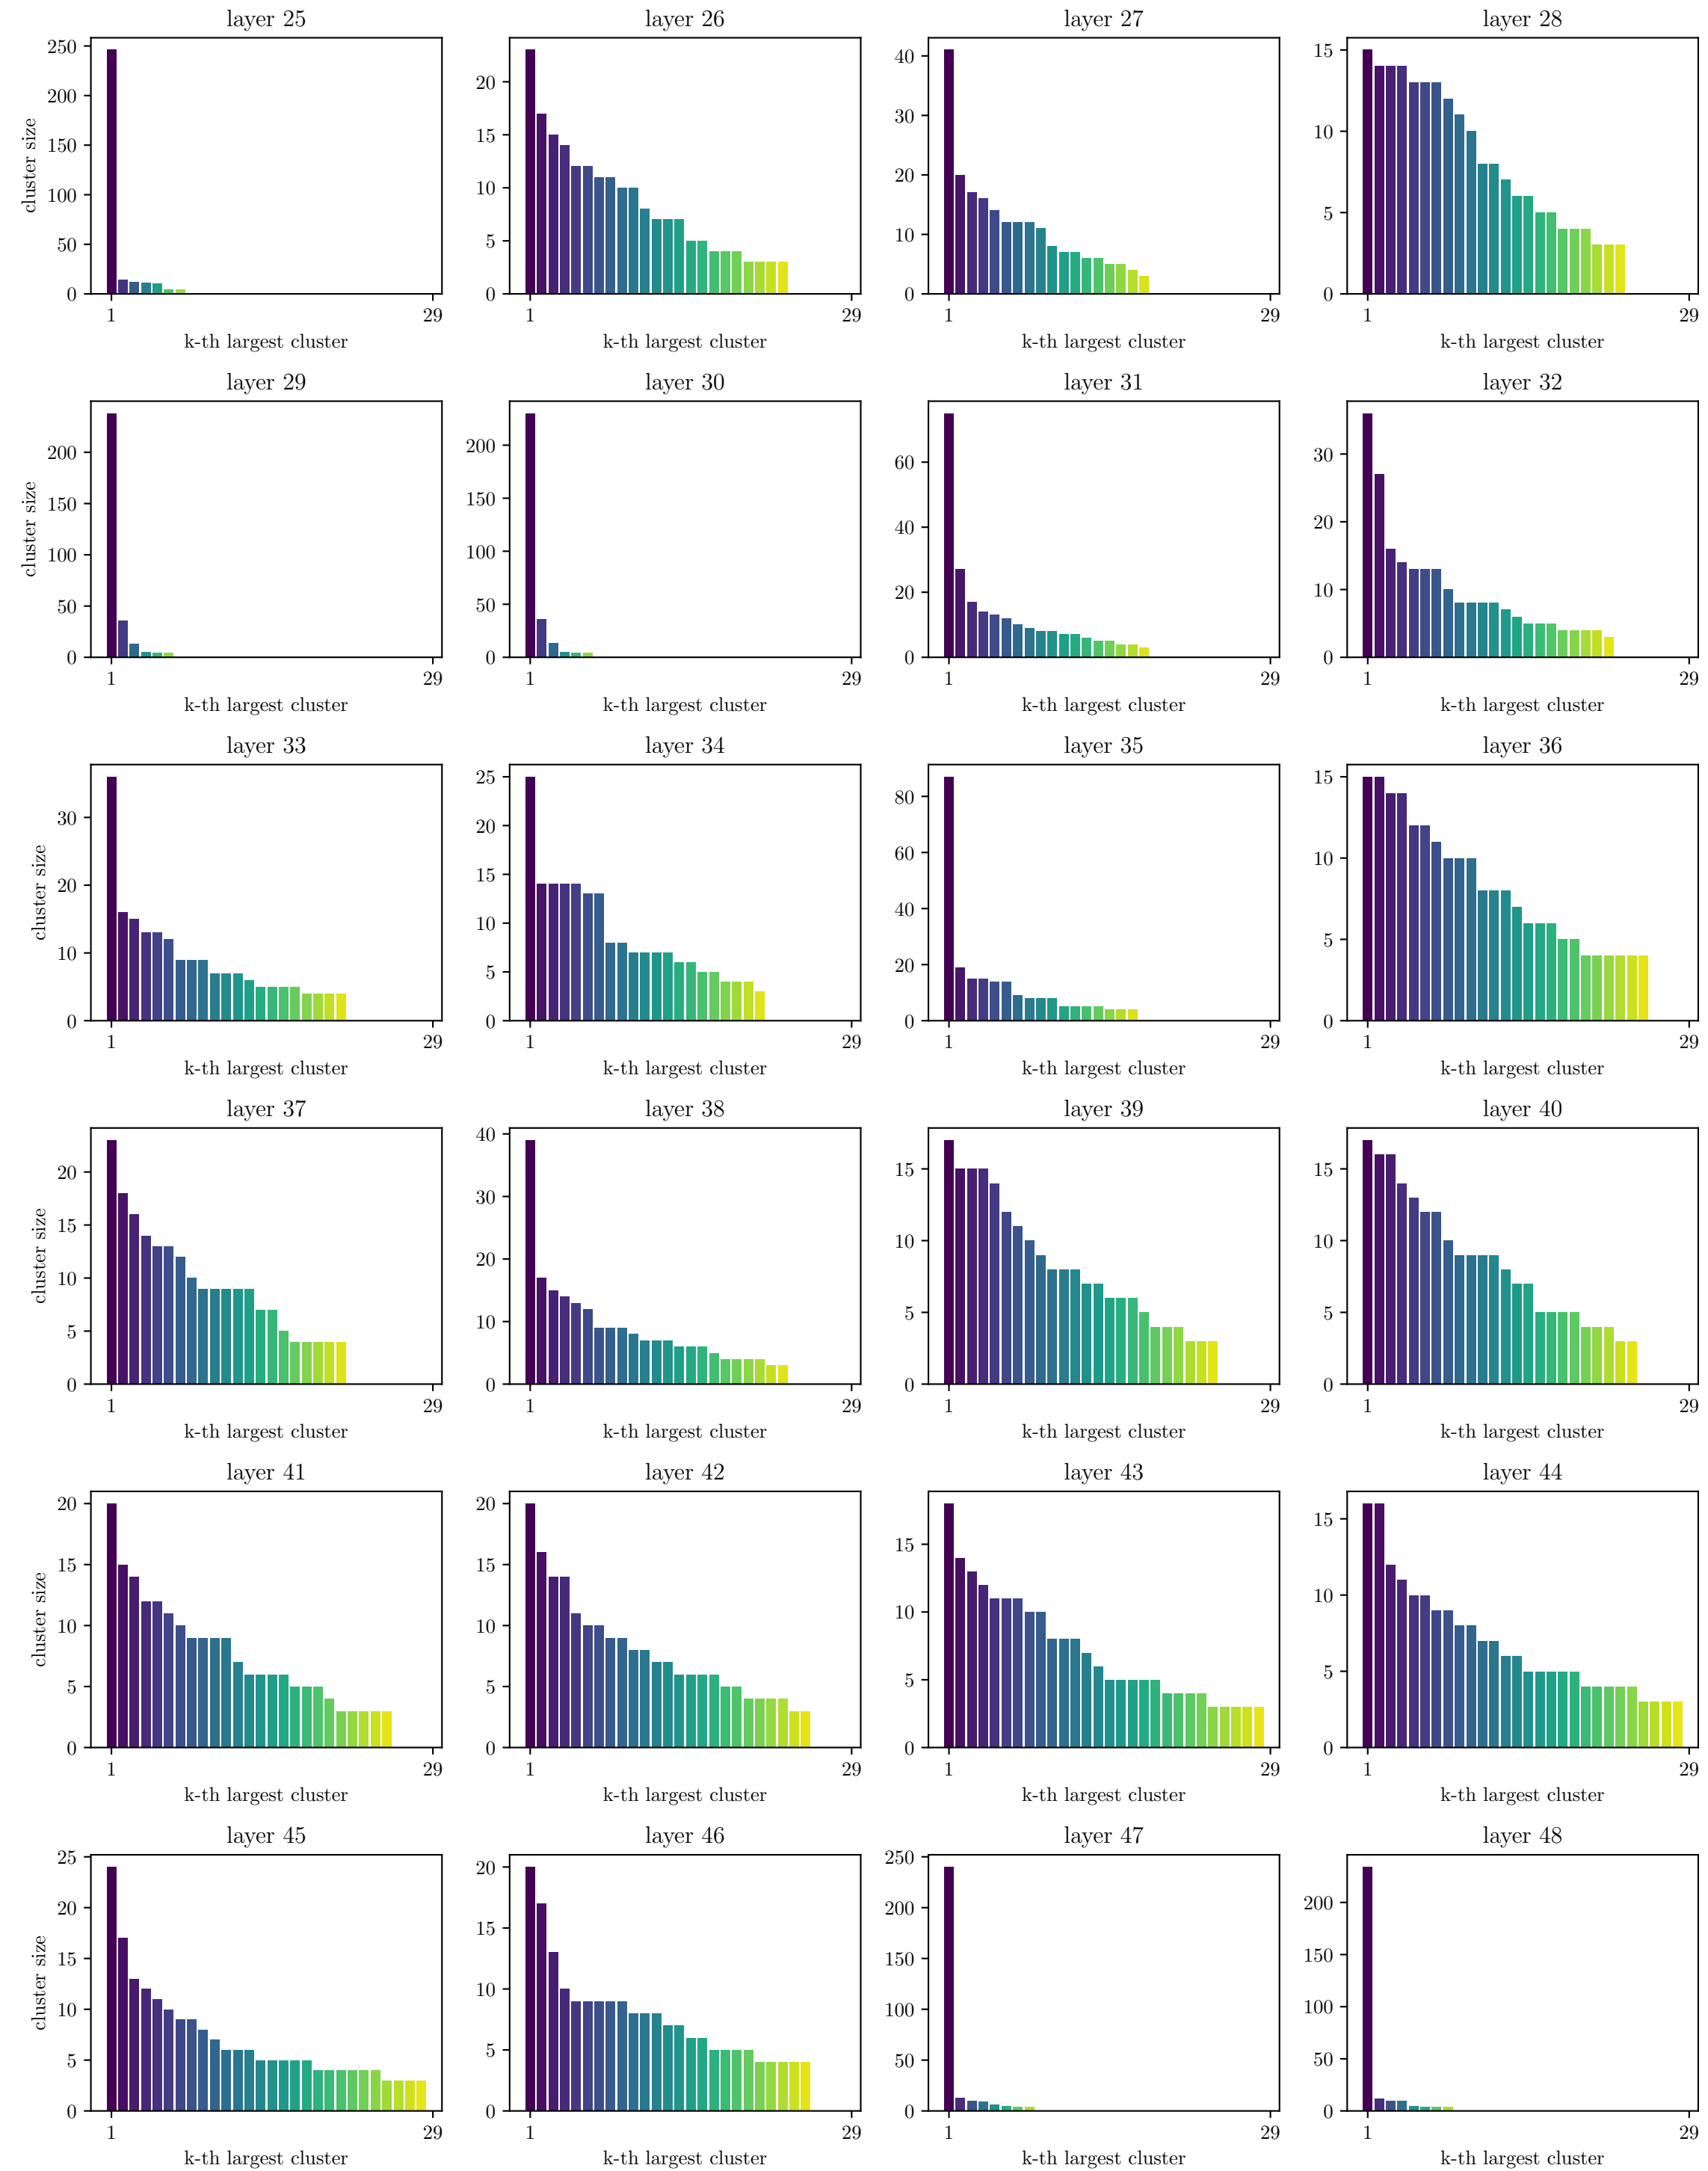 layer 25
250
200
150
100
50
0
cluster size
1 29
k-th largest cluster
layer 26
20
15
10
5
0
1 29
k-th largest cluster
layer 27
40
30
20
10
0
1 29
k-th largest cluster
layer 28
15
10
5
0
1 29
k-th largest cluster
layer 29
200
150
100
50
0
cluster size
1 29
k-th largest cluster
layer 30
200
150
100
50
0
1 29
k-th largest cluster
layer 31
60
40
20
0
1 29
k-th largest cluster
layer 32
30
20
10
0
1 29
k-th largest cluster
layer 33
30
20
10
0
cluster size
1 29
k-th largest cluster
layer 34
25
20
15
10
5
0
1 29
k-th largest cluster
layer 35
80
60
40
20
0
1 29
k-th largest cluster
layer 36
15
10
5
0
1 29
k-th largest cluster
layer 37
20
15
10
5
0
cluster size
1 29
k-th largest cluster
layer 38
40
30
20
10
0
1 29
k-th largest cluster
layer 39
15
10
5
0
1 29
k-th largest cluster
layer 40
15
10
5
0
1 29
k-th largest cluster
layer 41
20
15
10
5
0
cluster size
1 29
k-th largest cluster
layer 42
20
15
10
5
0
1 29
k-th largest cluster
layer 43
15
10
5
0
1 29
k-th largest cluster
layer 44
15
10
5
0
1 29
k-th largest cluster
layer 45
25
20
15
10
5
0
cluster size
1 29
k-th largest cluster
layer 46
20
15
10
5
0
1 29
k-th largest cluster
layer 47
250
200
150
100
50
0
1 29
k-th largest cluster
layer 48
200
150
100
50
0
1 29
k-th largest cluster